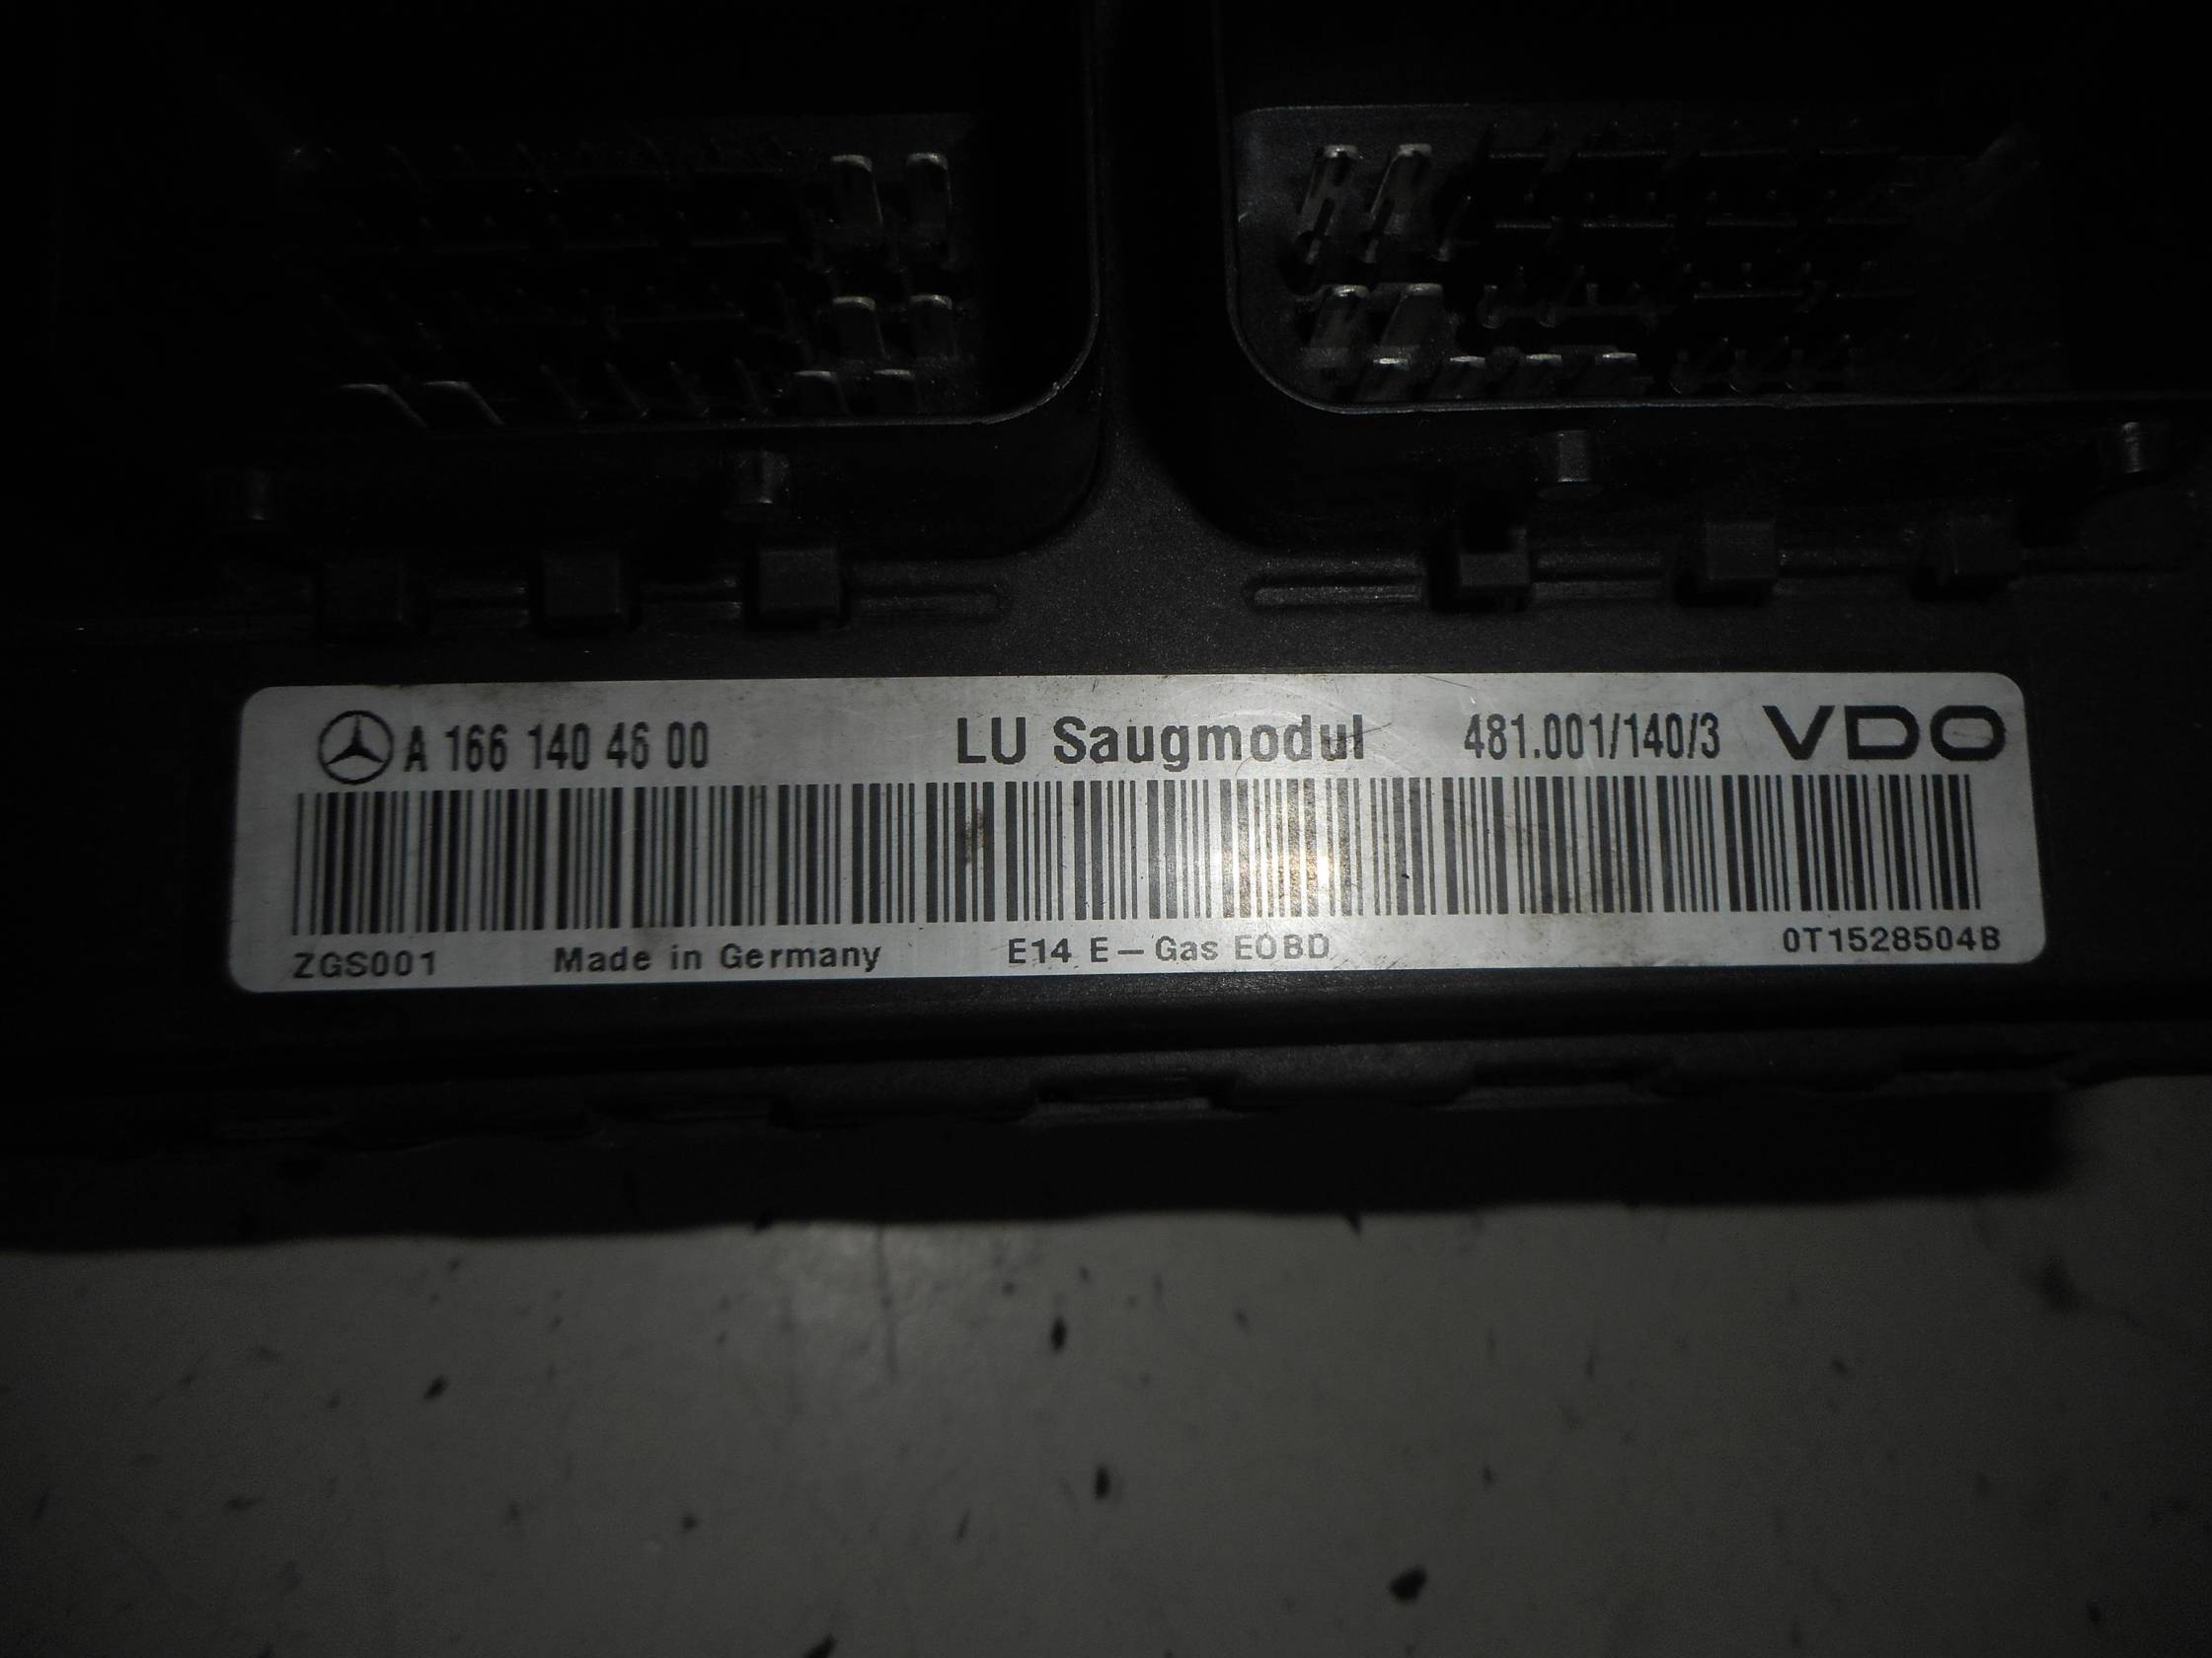 A 166 140 46 00 LU Saugmodul 481.001/140/3 VDO
ZGS001 Made in Germany E14 E-Gas EOBD 0T1528504B